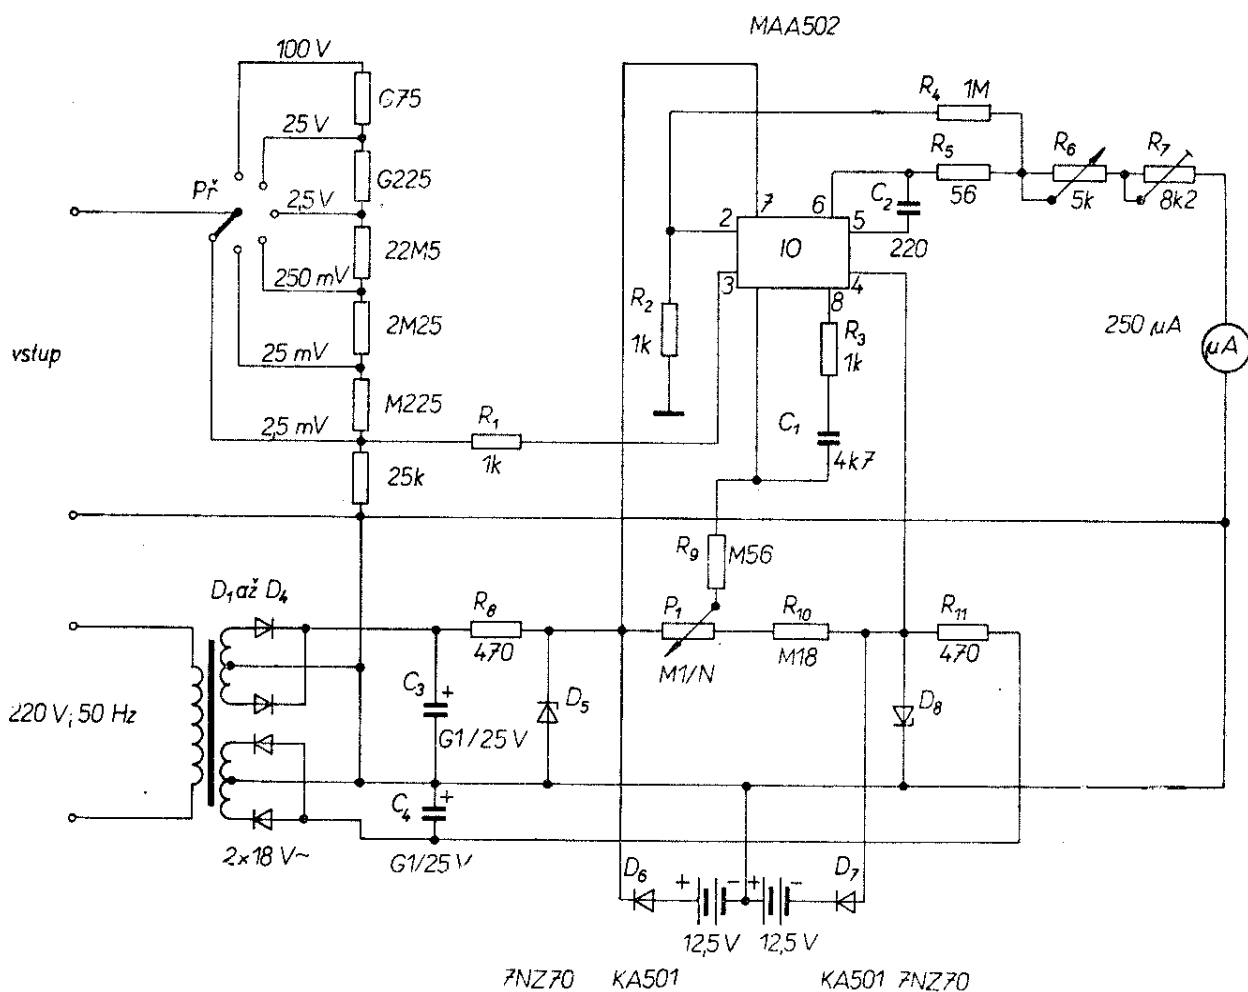 MAA502
100 V
G75
25 V
G225
Př
2,5 V
22M5
250 mV
2M25
25 mV
M225
2,5 mV
25k
vstup
R1
1k
R4
1M
R5
56
C2
220
R6
5k
R7
8k2
7
6
2
5
IO
3
4
8
R2
1k
R3
1k
C1
4k7
250 µA
µA
R9
M56
D1 až D4
R8
470
P1
M1/N
R10
M18
R11
470
C3
+
G1/25 V
D5
D8
220 V; 50 Hz
C4
+
G1/25 V
2×18 V~
D6
+
-
+
-
D7
12,5 V
12,5 V
7NZ70
KA501
KA501
7NZ70